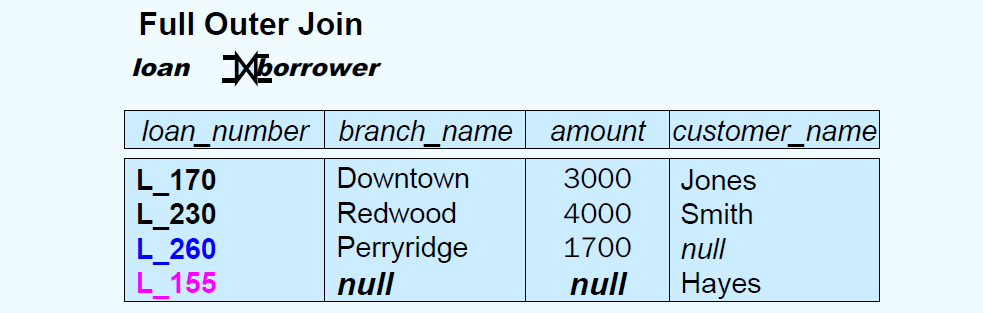 Full Outer Join
loan ⟗ borrower
loan_number branch_name amount customer_name
L_170 Downtown 3000 Jones
L_230 Redwood 4000 Smith
L_260 Perryridge 1700 null
L_155 null null Hayes